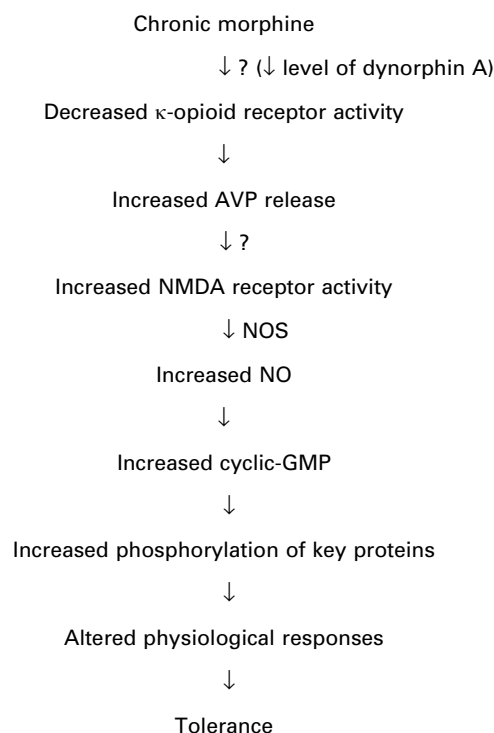 Chronic morphine
↓ ? (↓ level of dynorphin A)
Decreased κ-opioid receptor activity
↓
Increased AVP release
↓ ?
Increased NMDA receptor activity
↓ NOS
Increased NO
↓
Increased cyclic-GMP
↓
Increased phosphorylation of key proteins
↓
Altered physiological responses
↓
Tolerance